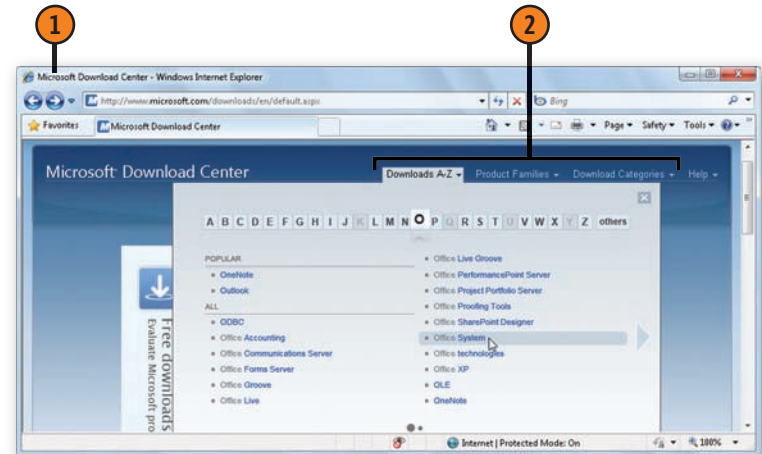 1
2
Microsoft Download Center - Windows Internet Explorer
http://www.microsoft.com/downloads/en/default.aspx
Bing
Favorites
Microsoft Download Center
Page
Safety
Tools
Microsoft Download Center
Downloads A-Z
Product Families
Download Categories
Help
A B C D E F G H I J K L M N O P Q R S T U V W X Y Z others
POPULAR
OneNote
Outlook
ALL
ODBC
Office Accounting
Office Communications Server
Office Forms Server
Office Groove
Office Live
Office Live Groove
Office PerformancePoint Server
Office Project Portfolio Server
Office Proofing Tools
Office SharePoint Designer
Office System
Office technologies
Office XP
OLE
OneNote
Free downloads
Evaluate Microsoft pro
Internet | Protected Mode: On
100%